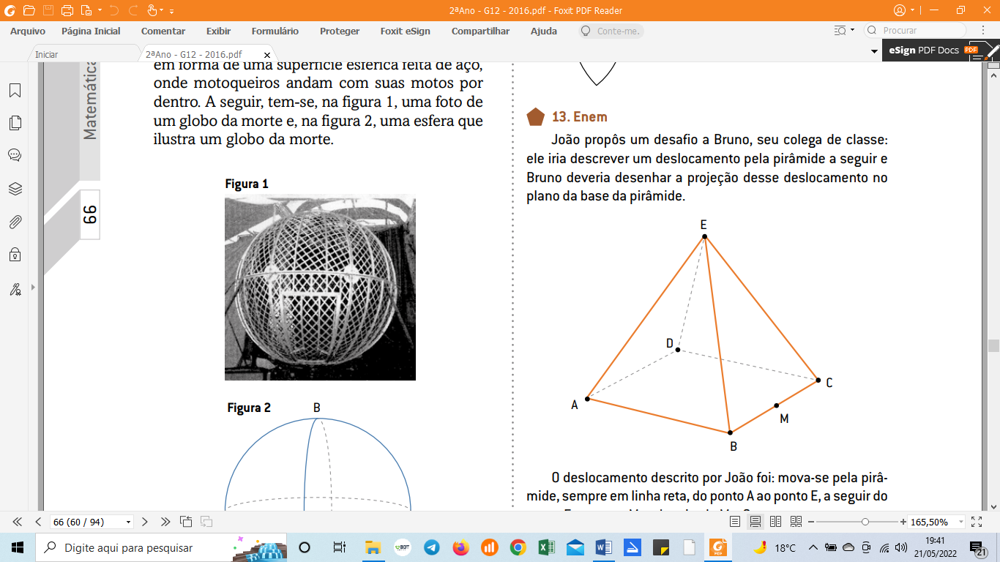 2ªAno - G12 - 2016.pdf - Foxit PDF Reader
Arquivo Página Inicial Comentar Exibir Formulário Proteger Foxit eSign Compartilhar Ajuda Conte-me. Procurar
Iniciar
2ªAno - G12 - 2016.pdf
eSign PDF Docs PDF
Matemática
66
em forma de uma superfície esférica feita de aço,
onde motoqueiros andam com suas motos por
dentro. A seguir, tem-se, na figura 1, uma foto de
um globo da morte e, na figura 2, uma esfera que
ilustra um globo da morte.
Figura 1
Figura 2
B
13. Enem
João propôs um desafio a Bruno, seu colega de classe:
ele iria descrever um deslocamento pela pirâmide a seguir e
Bruno deveria desenhar a projeção desse deslocamento no
plano da base da pirâmide.
E
D
C
A
M
B
O deslocamento descrito por João foi: mova-se pela pirâ-
mide, sempre em linha reta, do ponto A ao ponto E, a seguir do
66 (60 / 94)
165,50%
Digite aqui para pesquisar
12BOT
PDF
18°C
19:41
21/05/2022
21